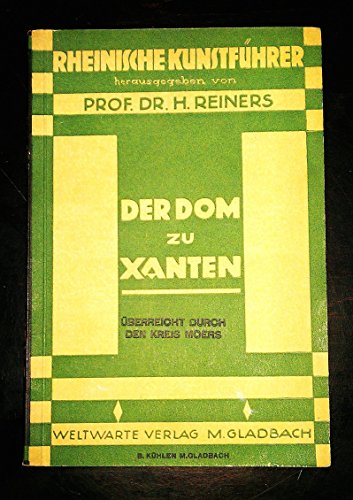 RHEINISCHE KUNSTFÜHRER
herausgegeben von
PROF. DR. H. REINERS
DER DOM
ZU
XANTEN
ÜBERREICHT DURCH
DEN KREIS MOERS
WELTWARTE VERLAG M. GLADBACH
B. KÜHLEN M.GLADBACH